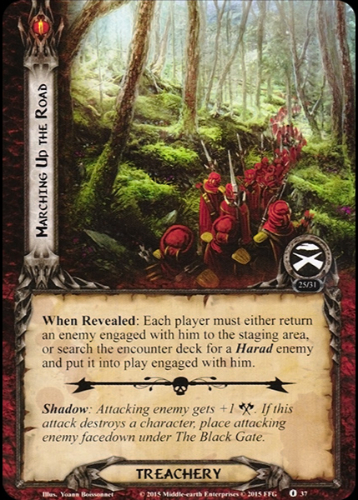 MARCHING UP THE ROAD
25/31
When Revealed: Each player must either return
an enemy engaged with him to the staging area,
or search the encounter deck for a Harad enemy
and put it into play engaged with him.
Shadow: Attacking enemy gets +1. If this
attack destroys a character, place attacking
enemy facedown under The Black Gate.
TREACHERY
Illus. Yoann Boissonnet
© 2015 Middle-earth Enterprises © 2015 FFG
37